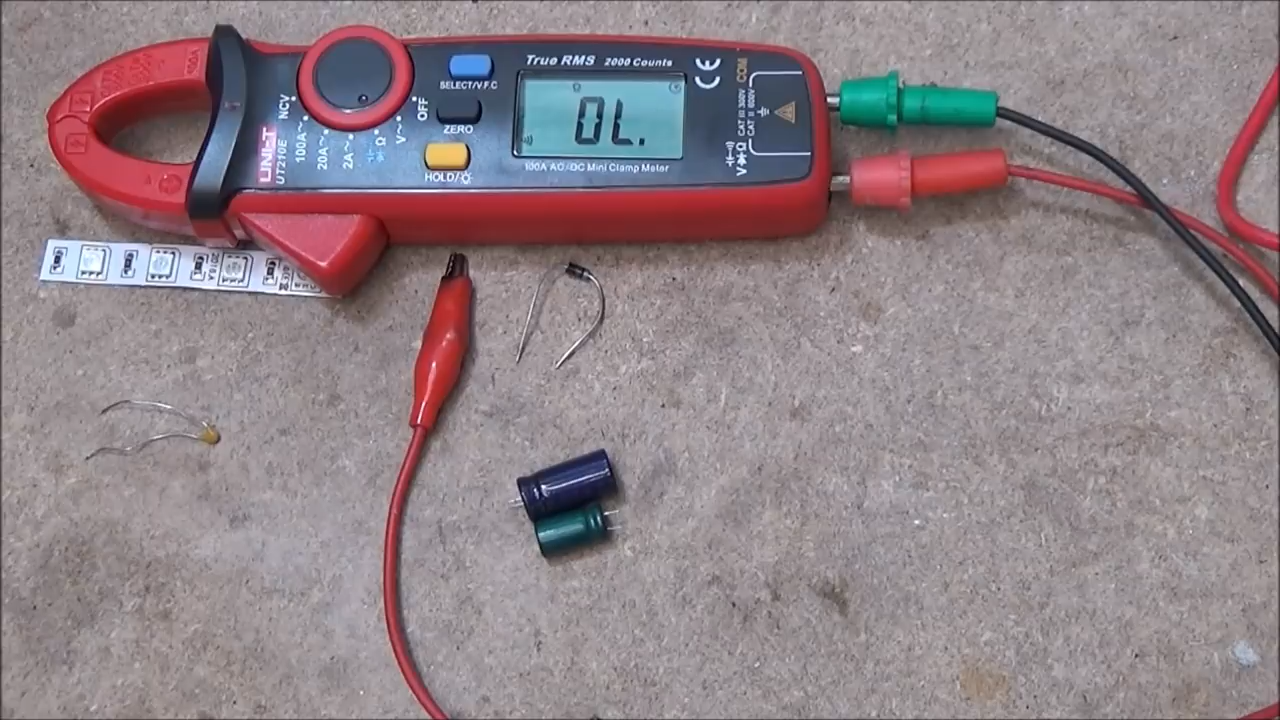 True RMS 2000 Counts
SELECT/V.F.C
ZERO
HOLD/
OL.
100A AC/DC Mini Clamp Meter
UNI-T
UT210E
NCV
100A~
20A~
2A~
Ω
V~
OFF
CE
COM
CAT III 300V
CAT II 600V
V Ω